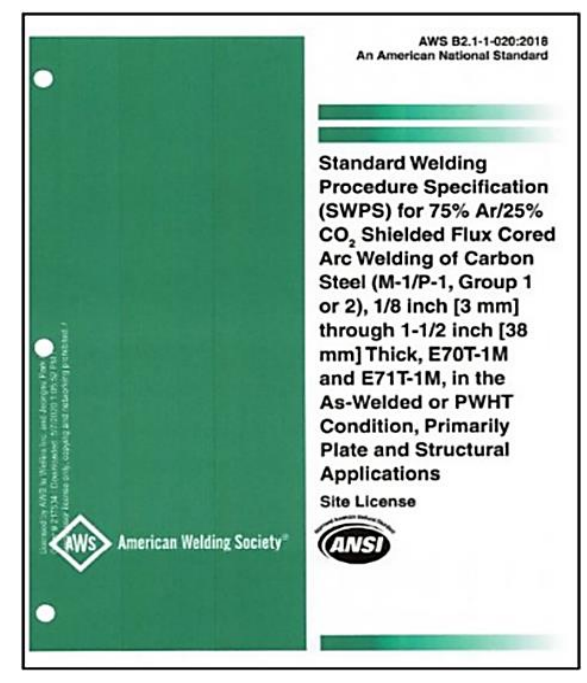 AWS B2.1-1-020:2018
An American National Standard
Standard Welding
Procedure Specification
(SWPS) for 75% Ar/25%
CO₂ Shielded Flux Cored
Arc Welding of Carbon
Steel (M-1/P-1, Group 1
or 2), 1/8 inch [3 mm]
through 1-1/2 inch [38
mm] Thick, E70T-1M
and E71T-1M, in the
As-Welded or PWHT
Condition, Primarily
Plate and Structural
Applications
Site License
ANSI
AWS American Welding Society®